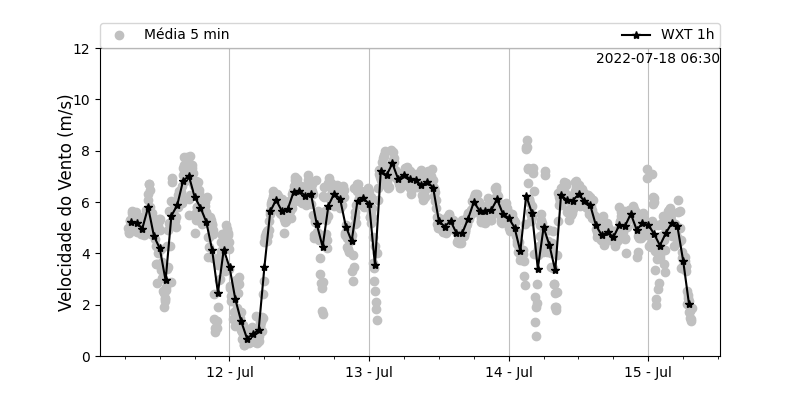 Média 5 min
WXT 1h
2022-07-18 06:30
Velocidade do Vento (m/s)
12
10
8
6
4
2
0
12 - Jul
13 - Jul
14 - Jul
15 - Jul